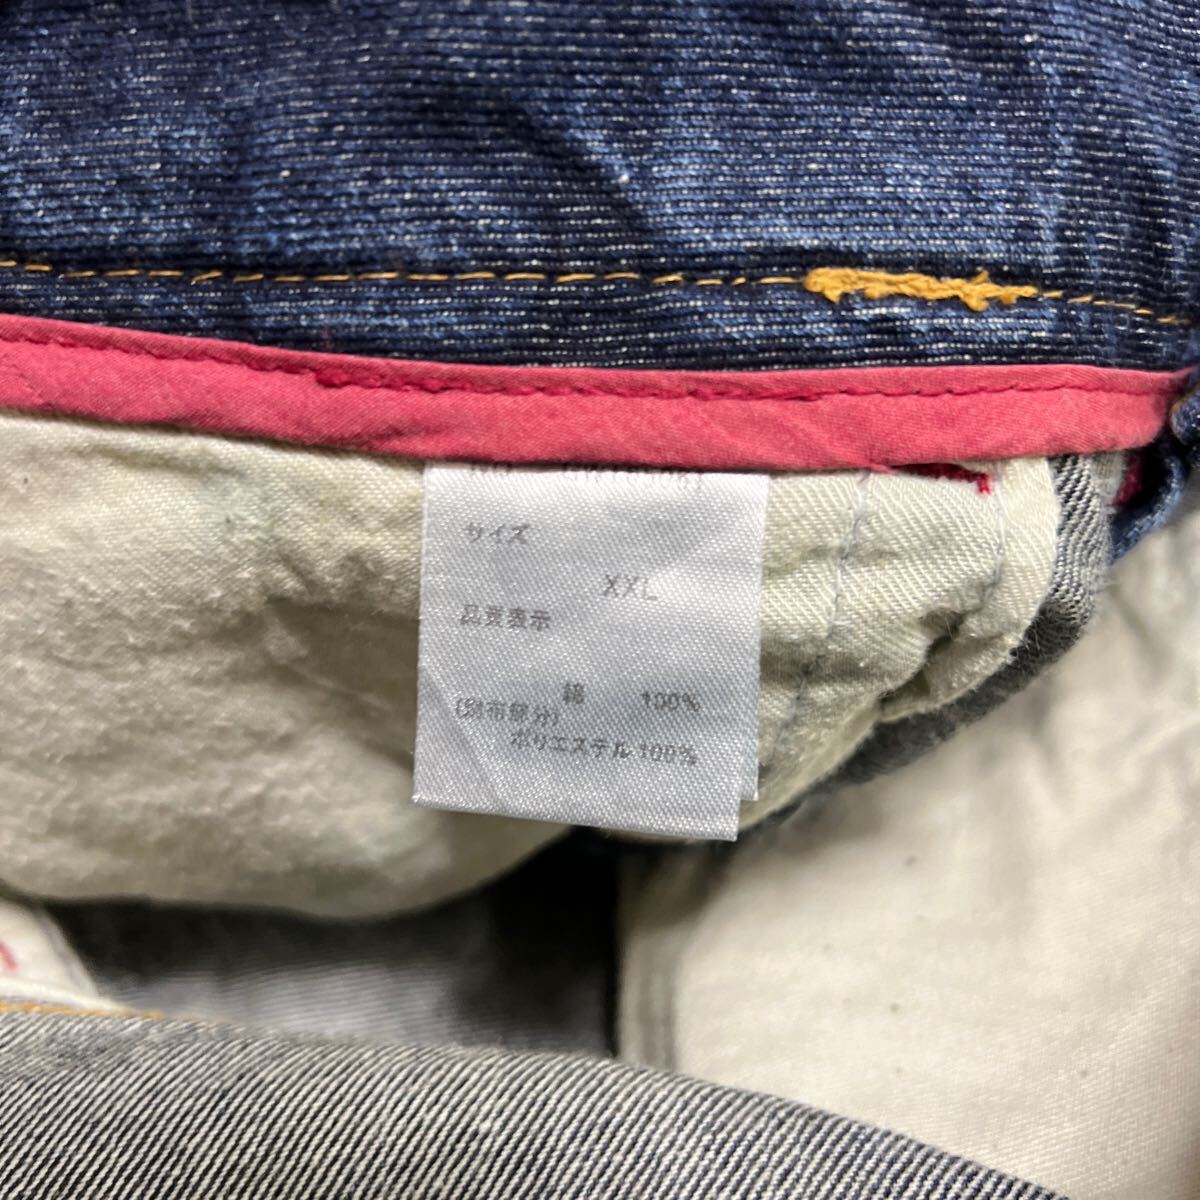 サイズ
XXL
品質表示
綿 100%
(別布部分)
ポリエステル 100%